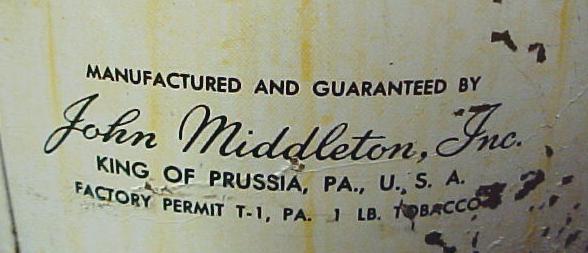 MANUFACTURED AND GUARANTEED BY
John Middleton, Inc.
KING OF PRUSSIA, PA., U. S. A.
FACTORY PERMIT T-1, PA. 1 LB. TOBACCO